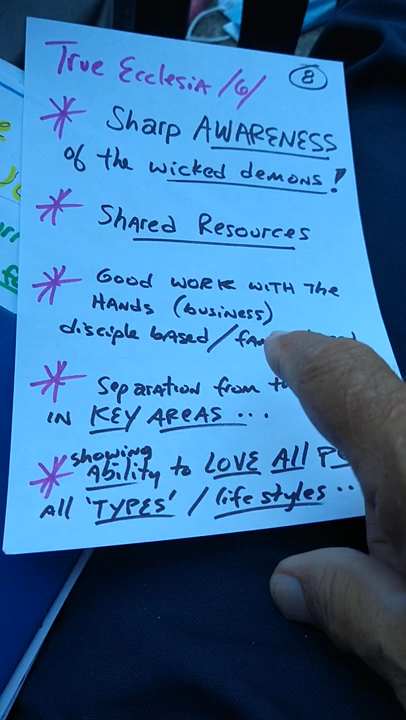 True Ecclesia /6/
8
* Sharp AWARENESS
of the wicked demons!
* Shared Resources
* Good work with the
HANDS (business)
disciple based/
* Separation from
IN KEY AREAS ...
* showing
Ability to LOVE All
All 'TYPES' / life styles ..